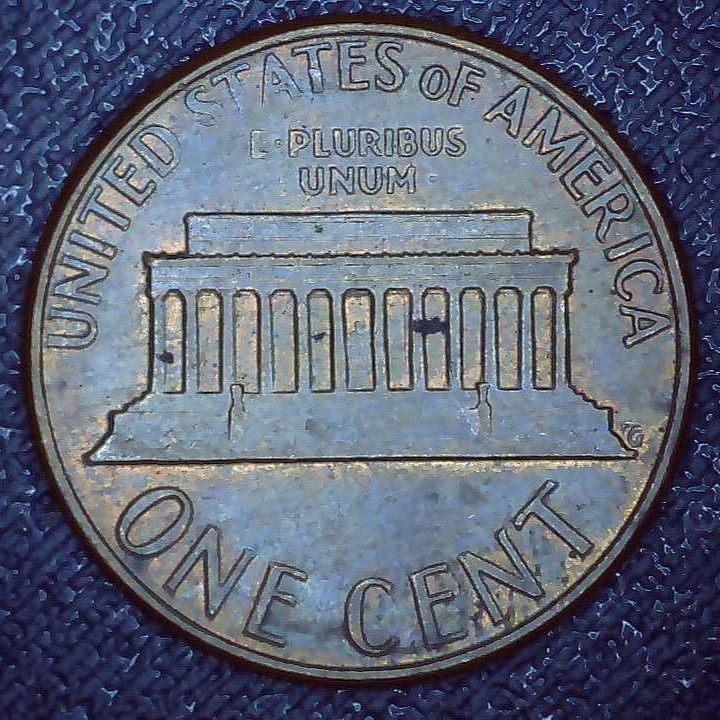 UNITED STATES OF AMERICA
E·PLURIBUS
UNUM
ONE CENT